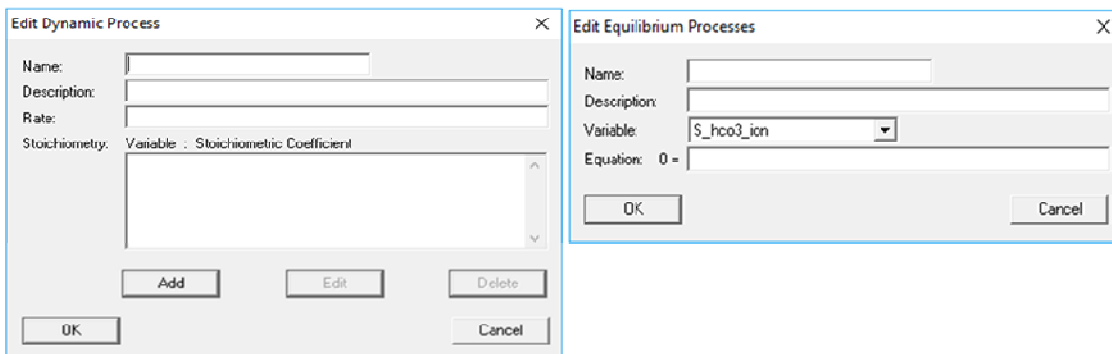 Edit Dynamic Process
Name:
Description:
Rate:
Stoichiometry: Variable : Stoichiometric Coefficient
Add Edit Delete
OK Cancel
Edit Equilibrium Processes
Name:
Description:
Variable: S_hco3_ion
Equation: 0 =
OK Cancel